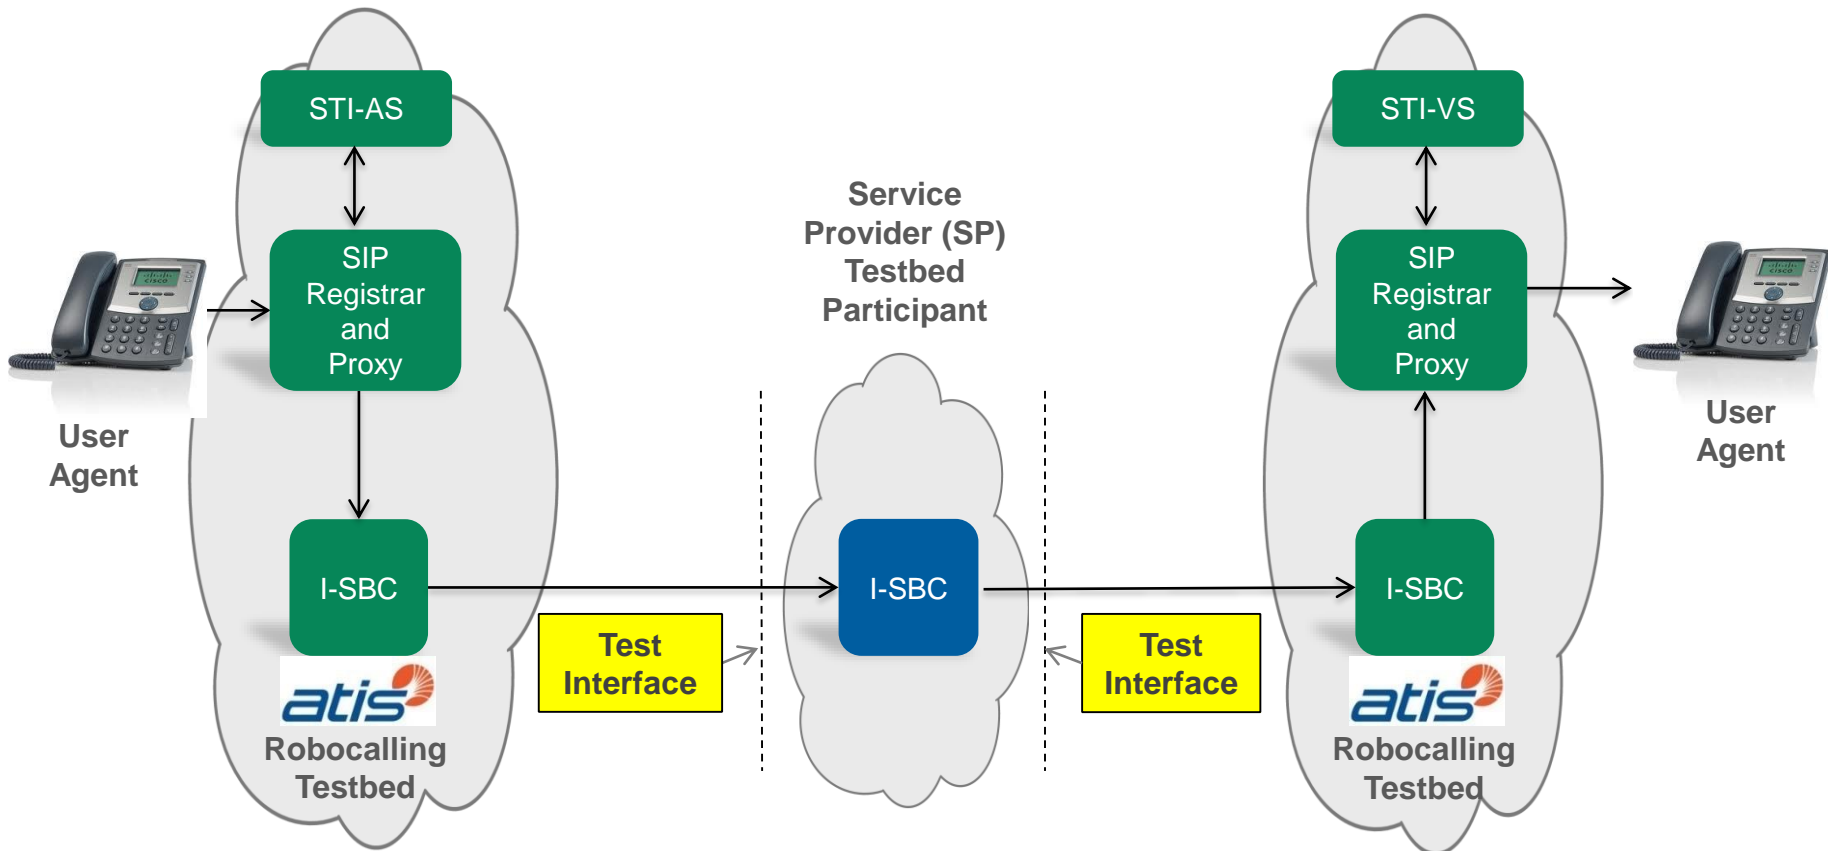 STI-AS
SIP
Registrar
and
Proxy
User
Agent
I-SBC
atis
Robocalling
Testbed
Test
Interface
Service
Provider (SP)
Testbed
Participant
I-SBC
Test
Interface
STI-VS
SIP
Registrar
and
Proxy
I-SBC
atis
Robocalling
Testbed
User
Agent